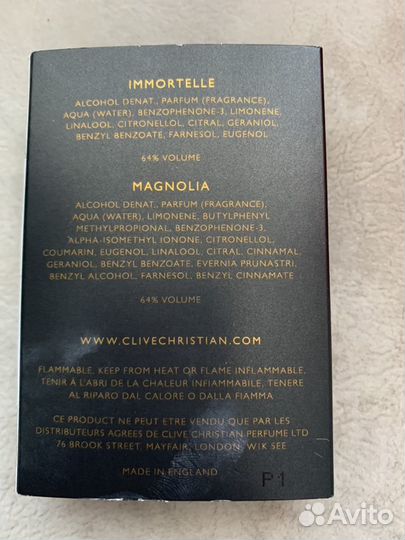 IMMORTELLE
ALCOHOL DENAT., PARFUM (FRAGRANCE),
AQUA (WATER), BENZOPHENONE-3, LIMONENE,
LINALOOL, CITRONELLOL, CITRAL, GERANIOL,
BENZYL BENZOATE, FARNESOL, EUGENOL
64% VOLUME
MAGNOLIA
ALCOHOL DENAT., PARFUM (FRAGRANCE),
AQUA (WATER), LIMONENE, BUTYLPHENYL
METHYLPROPIONAL, BENZOPHENONE-3,
ALPHA-ISOMETHYL IONONE, CITRONELLOL,
COUMARIN, EUGENOL, LINALOOL, CITRAL, CINNAMAL,
GERANIOL, BENZYL BENZOATE, EVERNIA PRUNASTRI,
BENZYL ALCOHOL, FARNESOL, BENZYL CINNAMATE
64% VOLUME
WWW.CLIVECHRISTIAN.COM
FLAMMABLE, KEEP FROM HEAT OR FLAME INFLAMMABLE,
TENIR Á L'ABRI DE LA CHALEUR INFIAMMABILE, TENERE
AL RIPARO DAL CALORE O DALLA FIAMMA
CE PRODUIT NE PEUT ETRE VENDU QUE PAR LES
DISTRIBUTEURS AGREES DE CLIVE CHRISTIAN PERFUME LTD
76 BROOK STREET, MAYFAIR, LONDON, W1K 5EE
MADE IN ENGLAND
P1
Avito